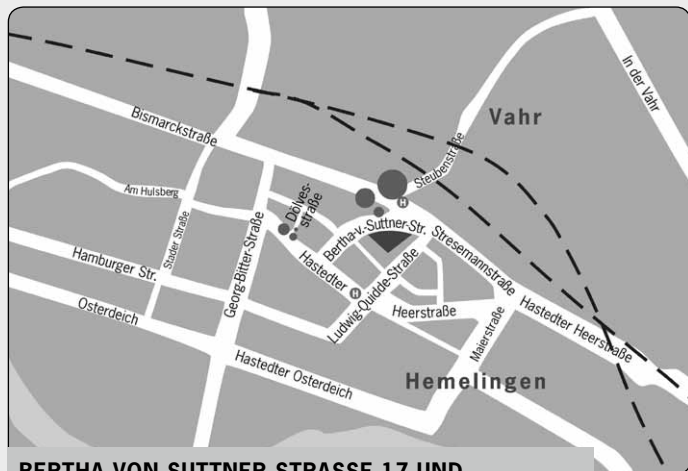 Vahr
In der Vahr
Bismarckstraße
Steubenstraße
H
Am Hulsberg
Dölves-
straße
Bertha-v.-Suttner-Str.
Stader Straße
Georg-Bitter-Straße
Stresemannstraße
Hamburger Str.
Hastedter
H
Heerstraße
Ludwig-Quidde-Straße
Hastedter Heerstraße
Osterdeich
Maierstraße
Hastedter Osterdeich
Hemelingen
BERTHA VON SUTTNER STRASSE 17 UND